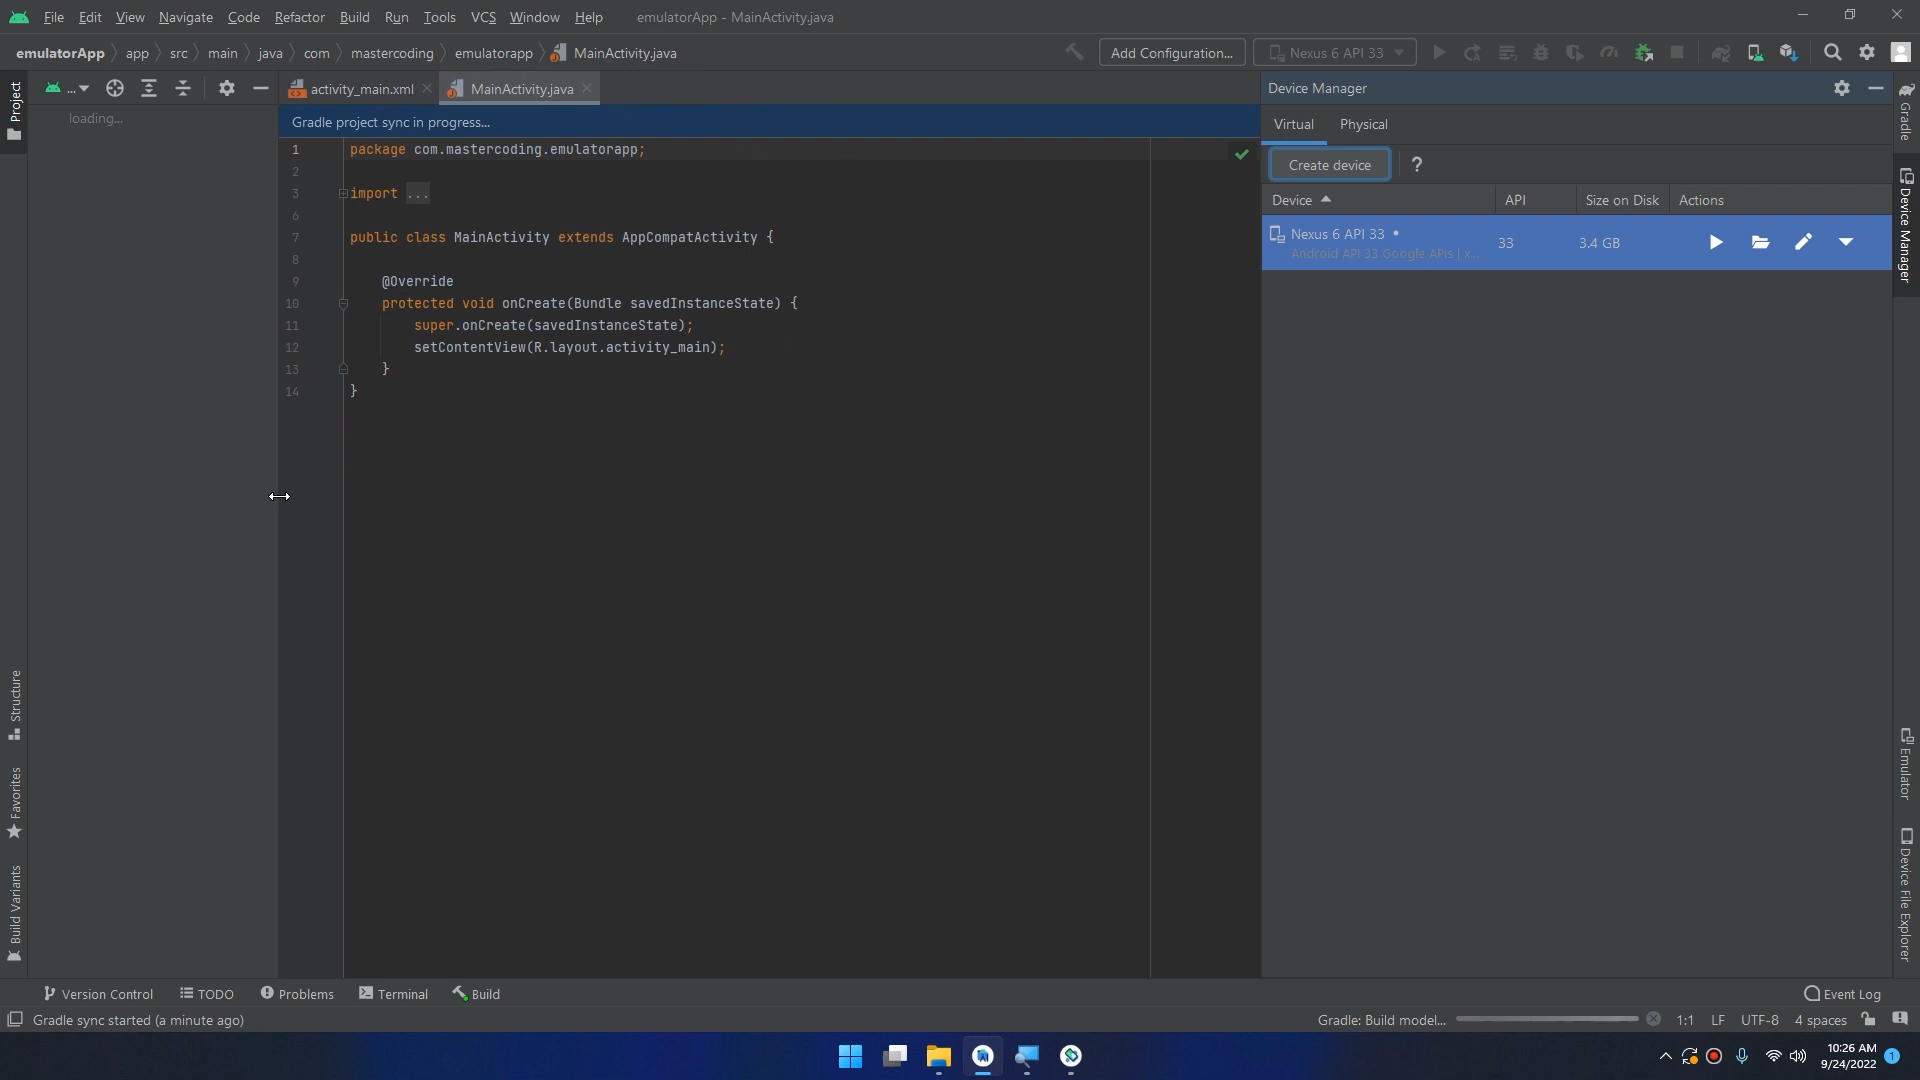 File Edit View Navigate Code Refactor Build Run Tools VCS Window Help emulatorApp - MainActivity.java
emulatorApp app src main java com mastercoding emulatorapp MainActivity.java Add Configuration... Nexus 6 API 33
Project
...
activity_main.xml MainActivity.java
Device Manager
loading...
Gradle project sync in progress...
Virtual Physical
Create device ?
Device API Size on Disk Actions
Nexus 6 API 33 33 3.4 GB
Android API 33 Google APIs | x...
1 package com.mastercoding.emulatorapp;
2
3 import ...
6
7 public class MainActivity extends AppCompatActivity {
8
9 @Override
10 protected void onCreate(Bundle savedInstanceState) {
11 super.onCreate(savedInstanceState);
12 setContentView(R.layout.activity_main);
13 }
14 }
Structure
Favorites
Build Variants
Gradle
Device Manager
Emulator
Device File Explorer
Version Control TODO Problems Terminal Build Event Log
Gradle sync started (a minute ago) Gradle: Build model... 1:1 LF UTF-8 4 spaces
10:26 AM
9/24/2022 1